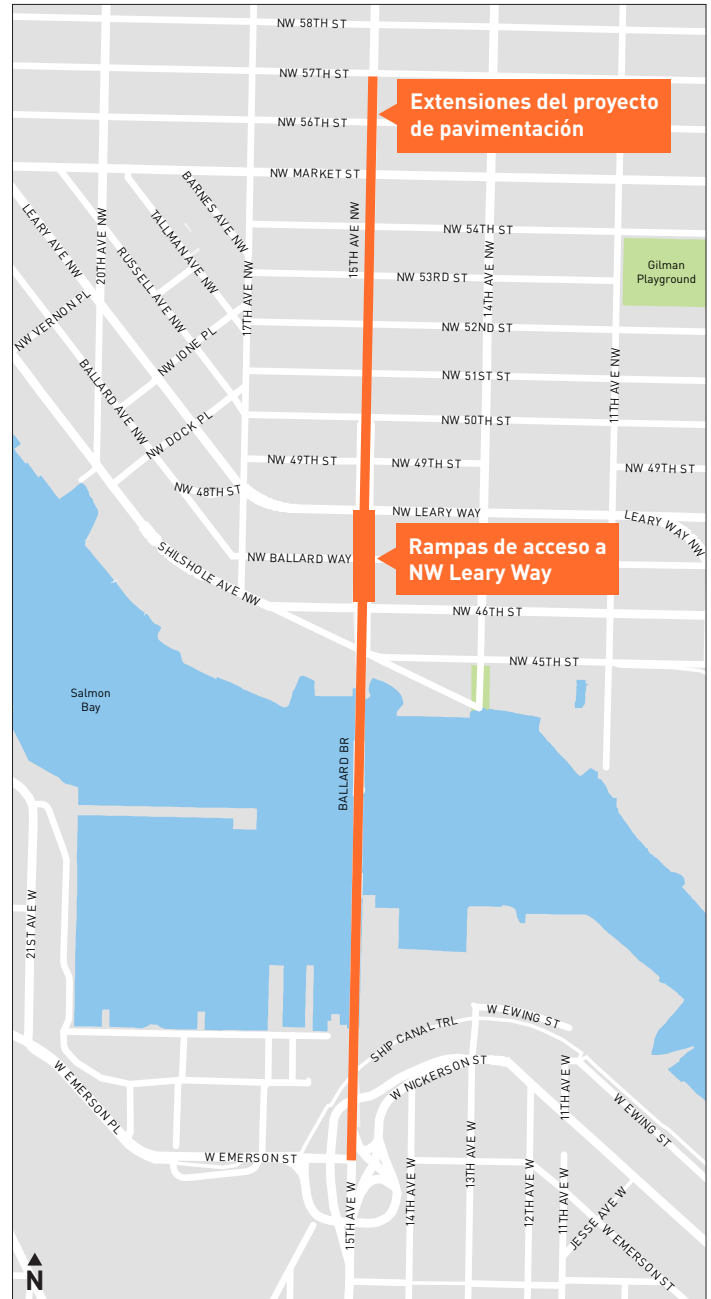 NW 58TH ST
NW 57TH ST
Extensiones del proyecto
de pavimentación
NW 56TH ST
NW MARKET ST
BARNES AVE NW
TALLMAN AVE NW
LEARY AVE NW
RUSSELL AVE NW
20TH AVE NW
15TH AVE NW
NW 54TH ST
14TH AVE NW
Gilman
Playground
NW 53RD ST
17TH AVE NW
NW VERNON PL
NW IONE PL
NW 52ND ST
BALLARD AVE NW
NW 51ST ST
11TH AVE NW
NW DOCK PL
NW 50TH ST
NW 49TH ST
NW 49TH ST
NW 49TH ST
NW 48TH ST
NW LEARY WAY
LEARY WAY NW
Rampas de acceso a
NW Leary Way
NW BALLARD WAY
SHILSHOLE AVE NW
NW 46TH ST
NW 45TH ST
Salmon
Bay
BALLARD BR
21ST AVE W
SHIP CANAL TRL
W EWING ST
W NICKERSON ST
11TH AVE W
W EWING ST
W EMERSON PL
W EMERSON ST
15TH AVE W
14TH AVE W
13TH AVE W
12TH AVE W
11TH AVE W
JESSE AVE W
W EMERSON ST
N